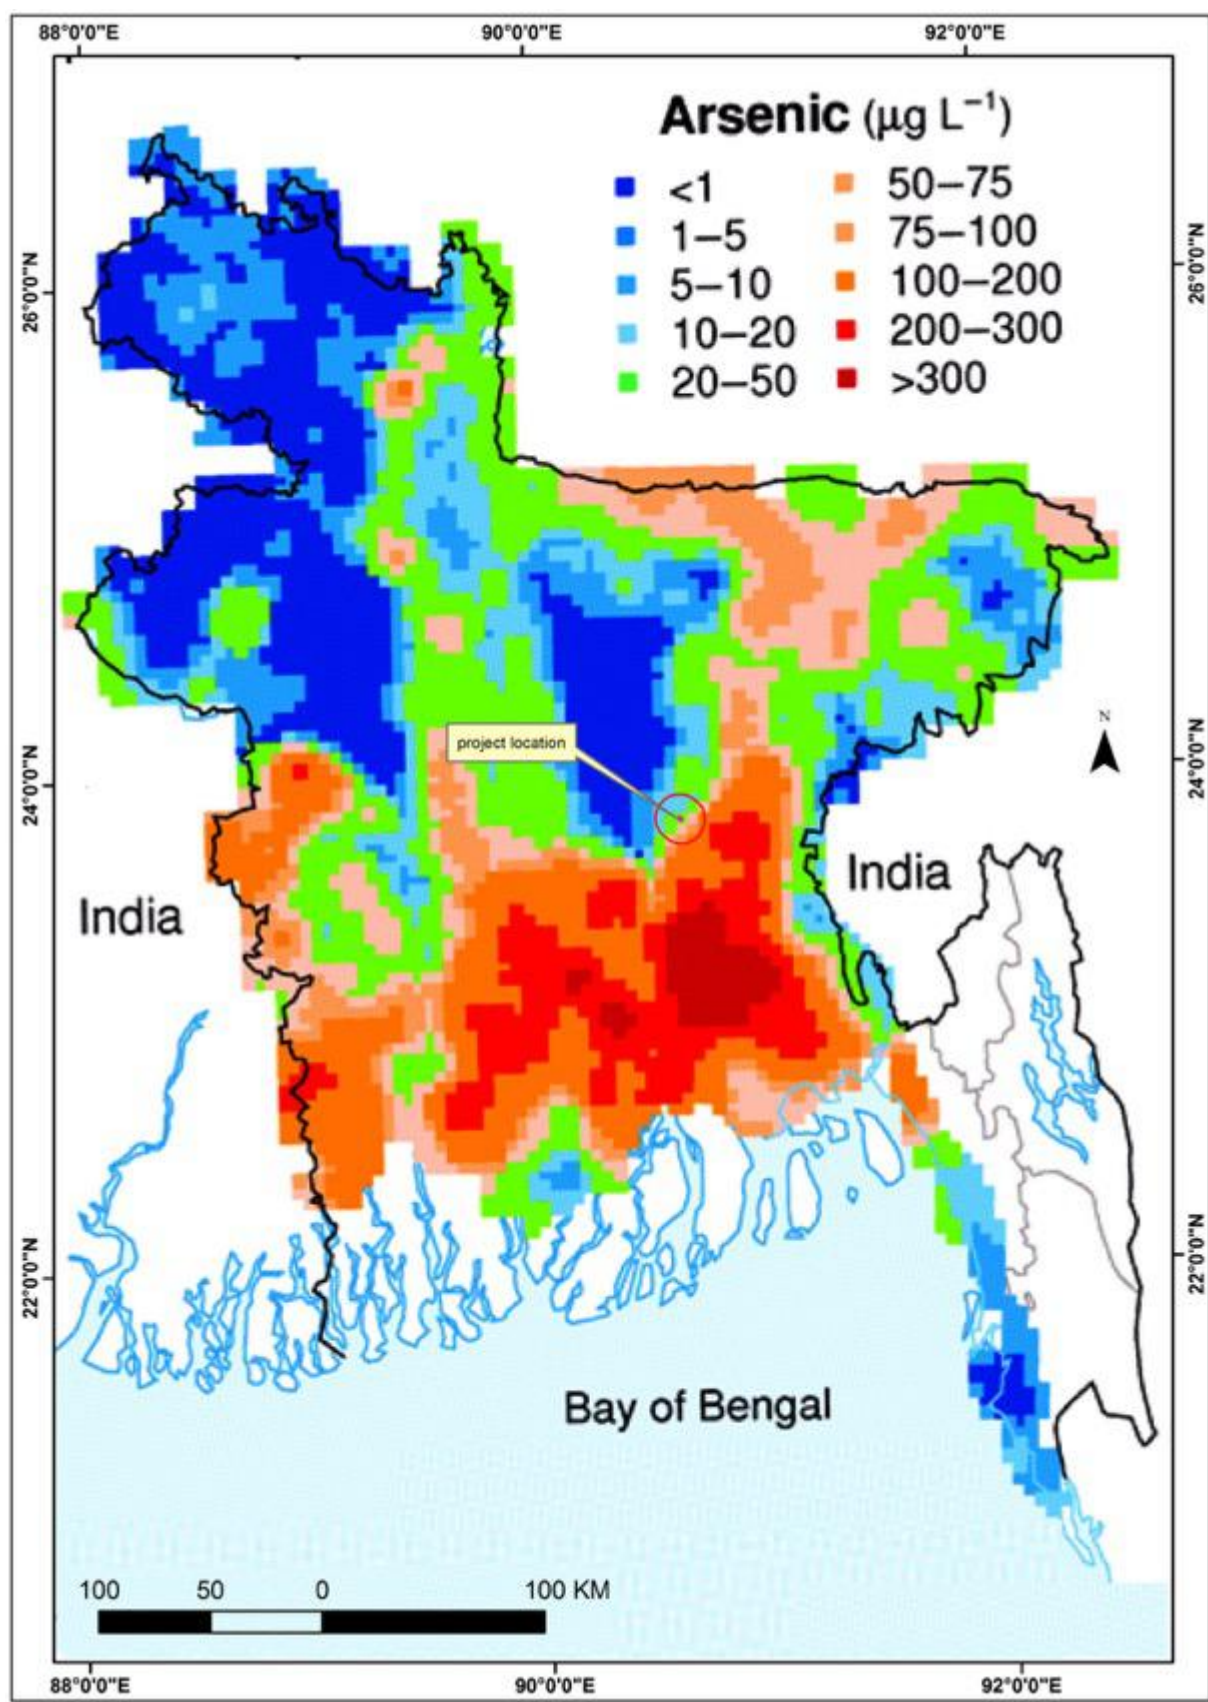 88°0'0"E
90°0'0"E
92°0'0"E
Arsenic (µg L⁻¹)
<1
50–75
1–5
75–100
5–10
100–200
10–20
200–300
20–50
>300
26°0'0"N
26°0'0"N
N
project location
24°0'0"N
24°0'0"N
India
India
22°0'0"N
22°0'0"N
Bay of Bengal
100 50 0 100 KM
88°0'0"E
90°0'0"E
92°0'0"E